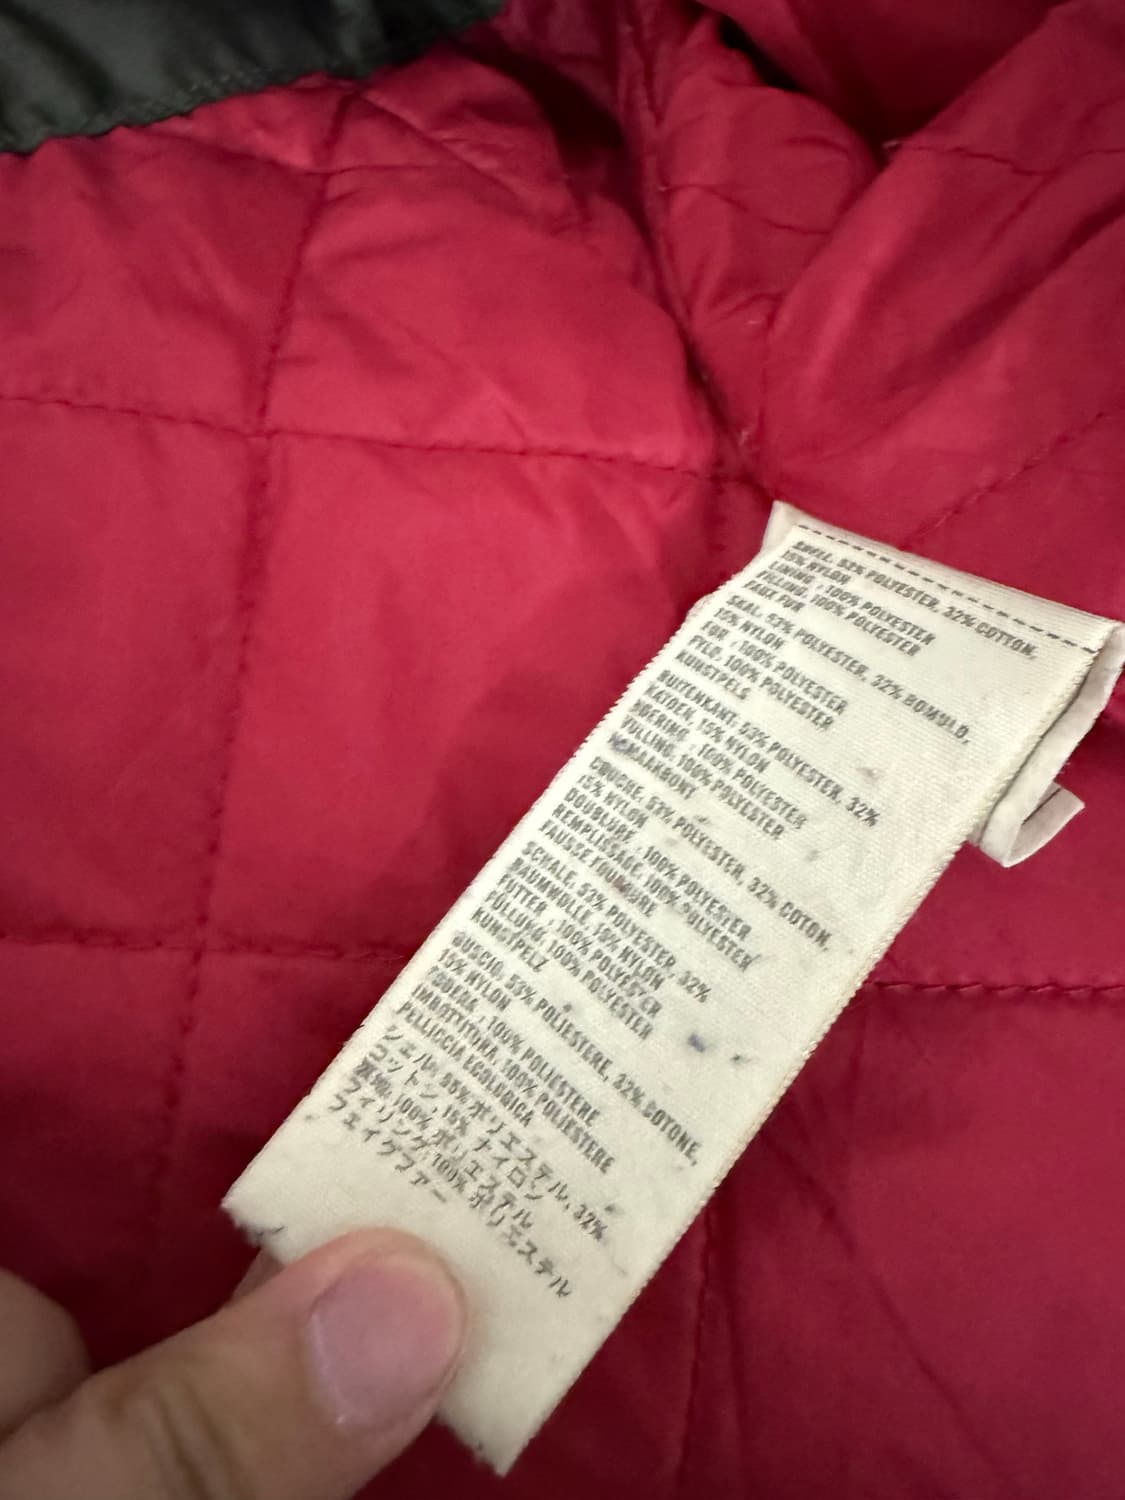 SHELL: 53% POLYESTER, 32% COTTON,
15% NYLON
LINING : 100% POLYESTER
FILLING: 100% POLYESTER
FAUX FUR
SKAL: 53% POLYESTER, 32% BOMULD,
15% NYLON
FOR : 100% POLYESTER
FYLD: 100% POLYESTER
KUNSTPELS
BUITENKANT: 53% POLYESTER, 32%
KATOEN, 15% NYLON
VOERING : 100% POLYESTER
VULLING: 100% POLYESTER
NAMAAKBONT
COUCHE: 53% POLYESTER, 32% COTON,
15% NYLON
DOUBLURE : 100% POLYESTER
REMPLISSAGE: 100% POLYESTER
FAUSSE FOURRURE
SCHALE: 53% POLYESTER, 32%
BAUMWOLLE, 15% NYLON
FUTTER : 100% POLYESTER
FÜLLUNG: 100% POLYESTER
KUNSTPELZ
GUSCIO: 53% POLIESTERE, 32% COTONE,
15% NYLON
FODERA : 100% POLIESTERE
IMBOTTITURA: 100% POLIESTERE
PELLICCIA ECOLOGICA
シェル: 53% ポリエステル, 32%
コットン, 15% ナイロン
裏地: 100% ポリエステル
フィリング: 100% ポリエステル
フェイクファー